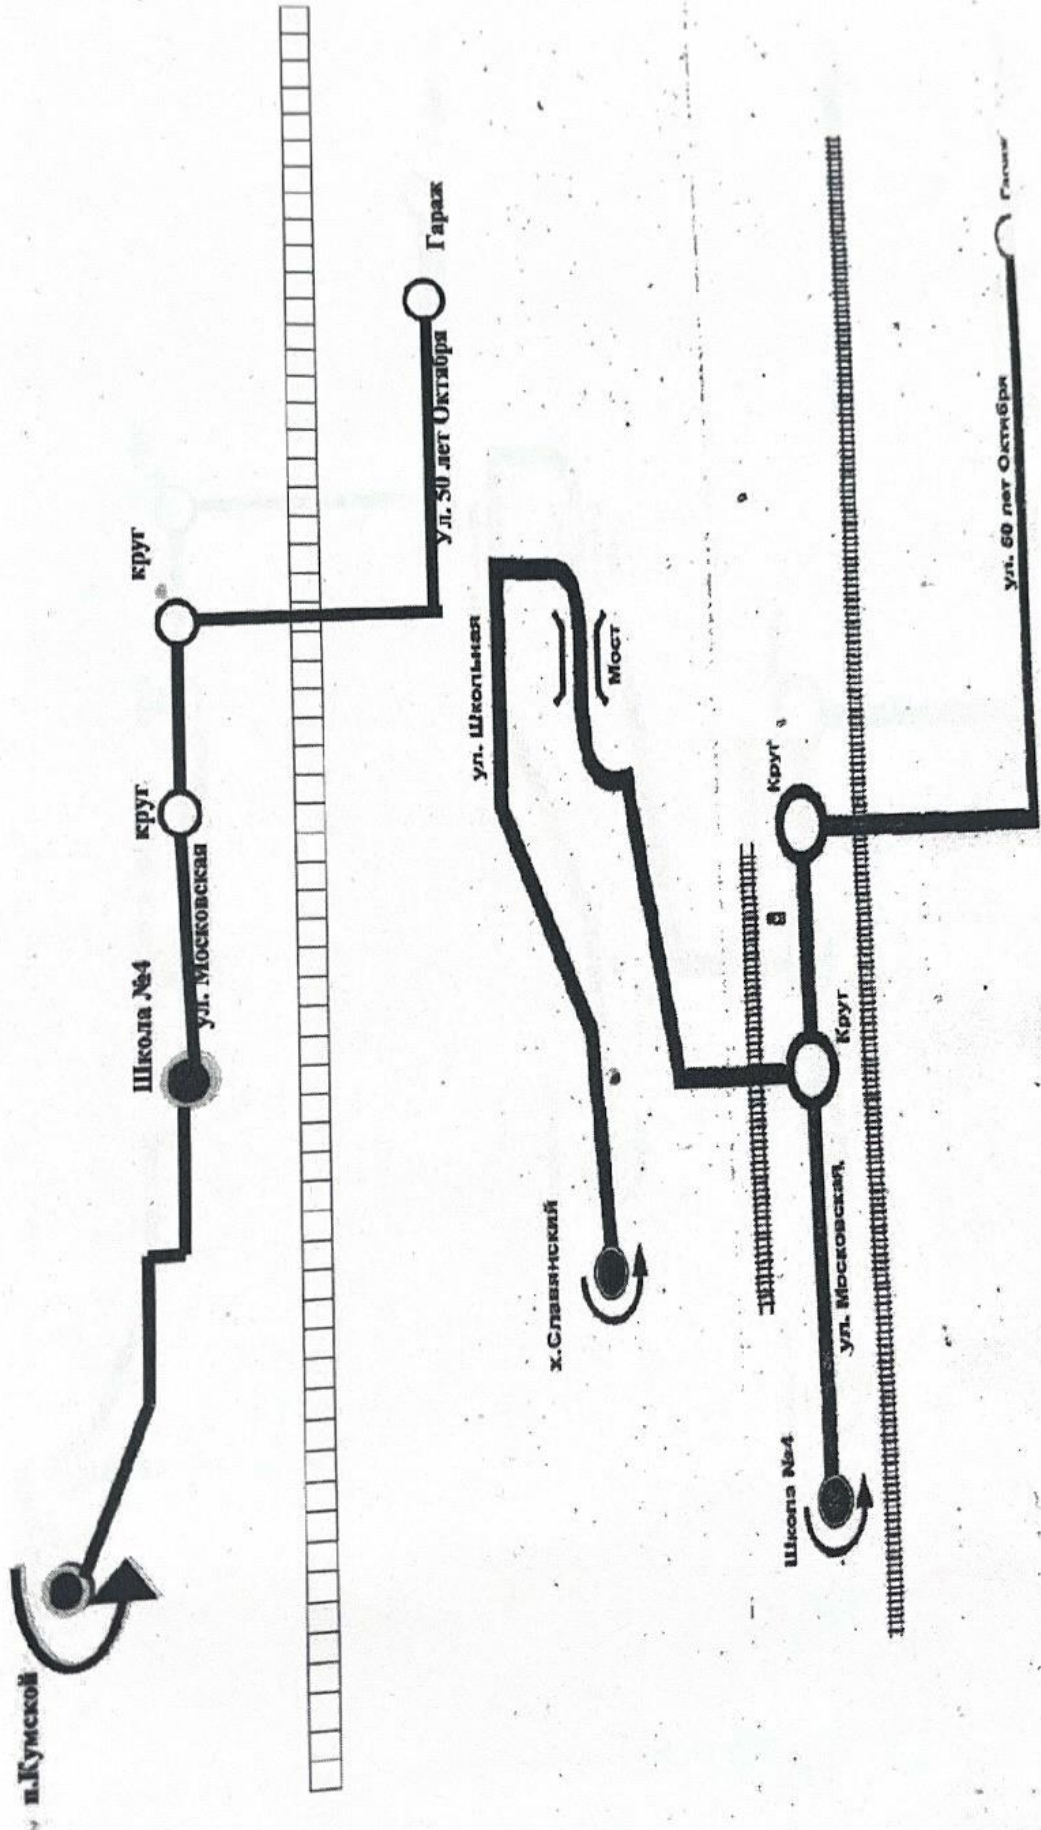 п.Кумской
Школа №4
круг
круг
ул. Московская
Ул. 50 лет Октября
Гараж
ул. Школьная
Мост
х.Славянский
Круг
Круг
Школа №4
ул. Московская,
ул. 50 лет Октября